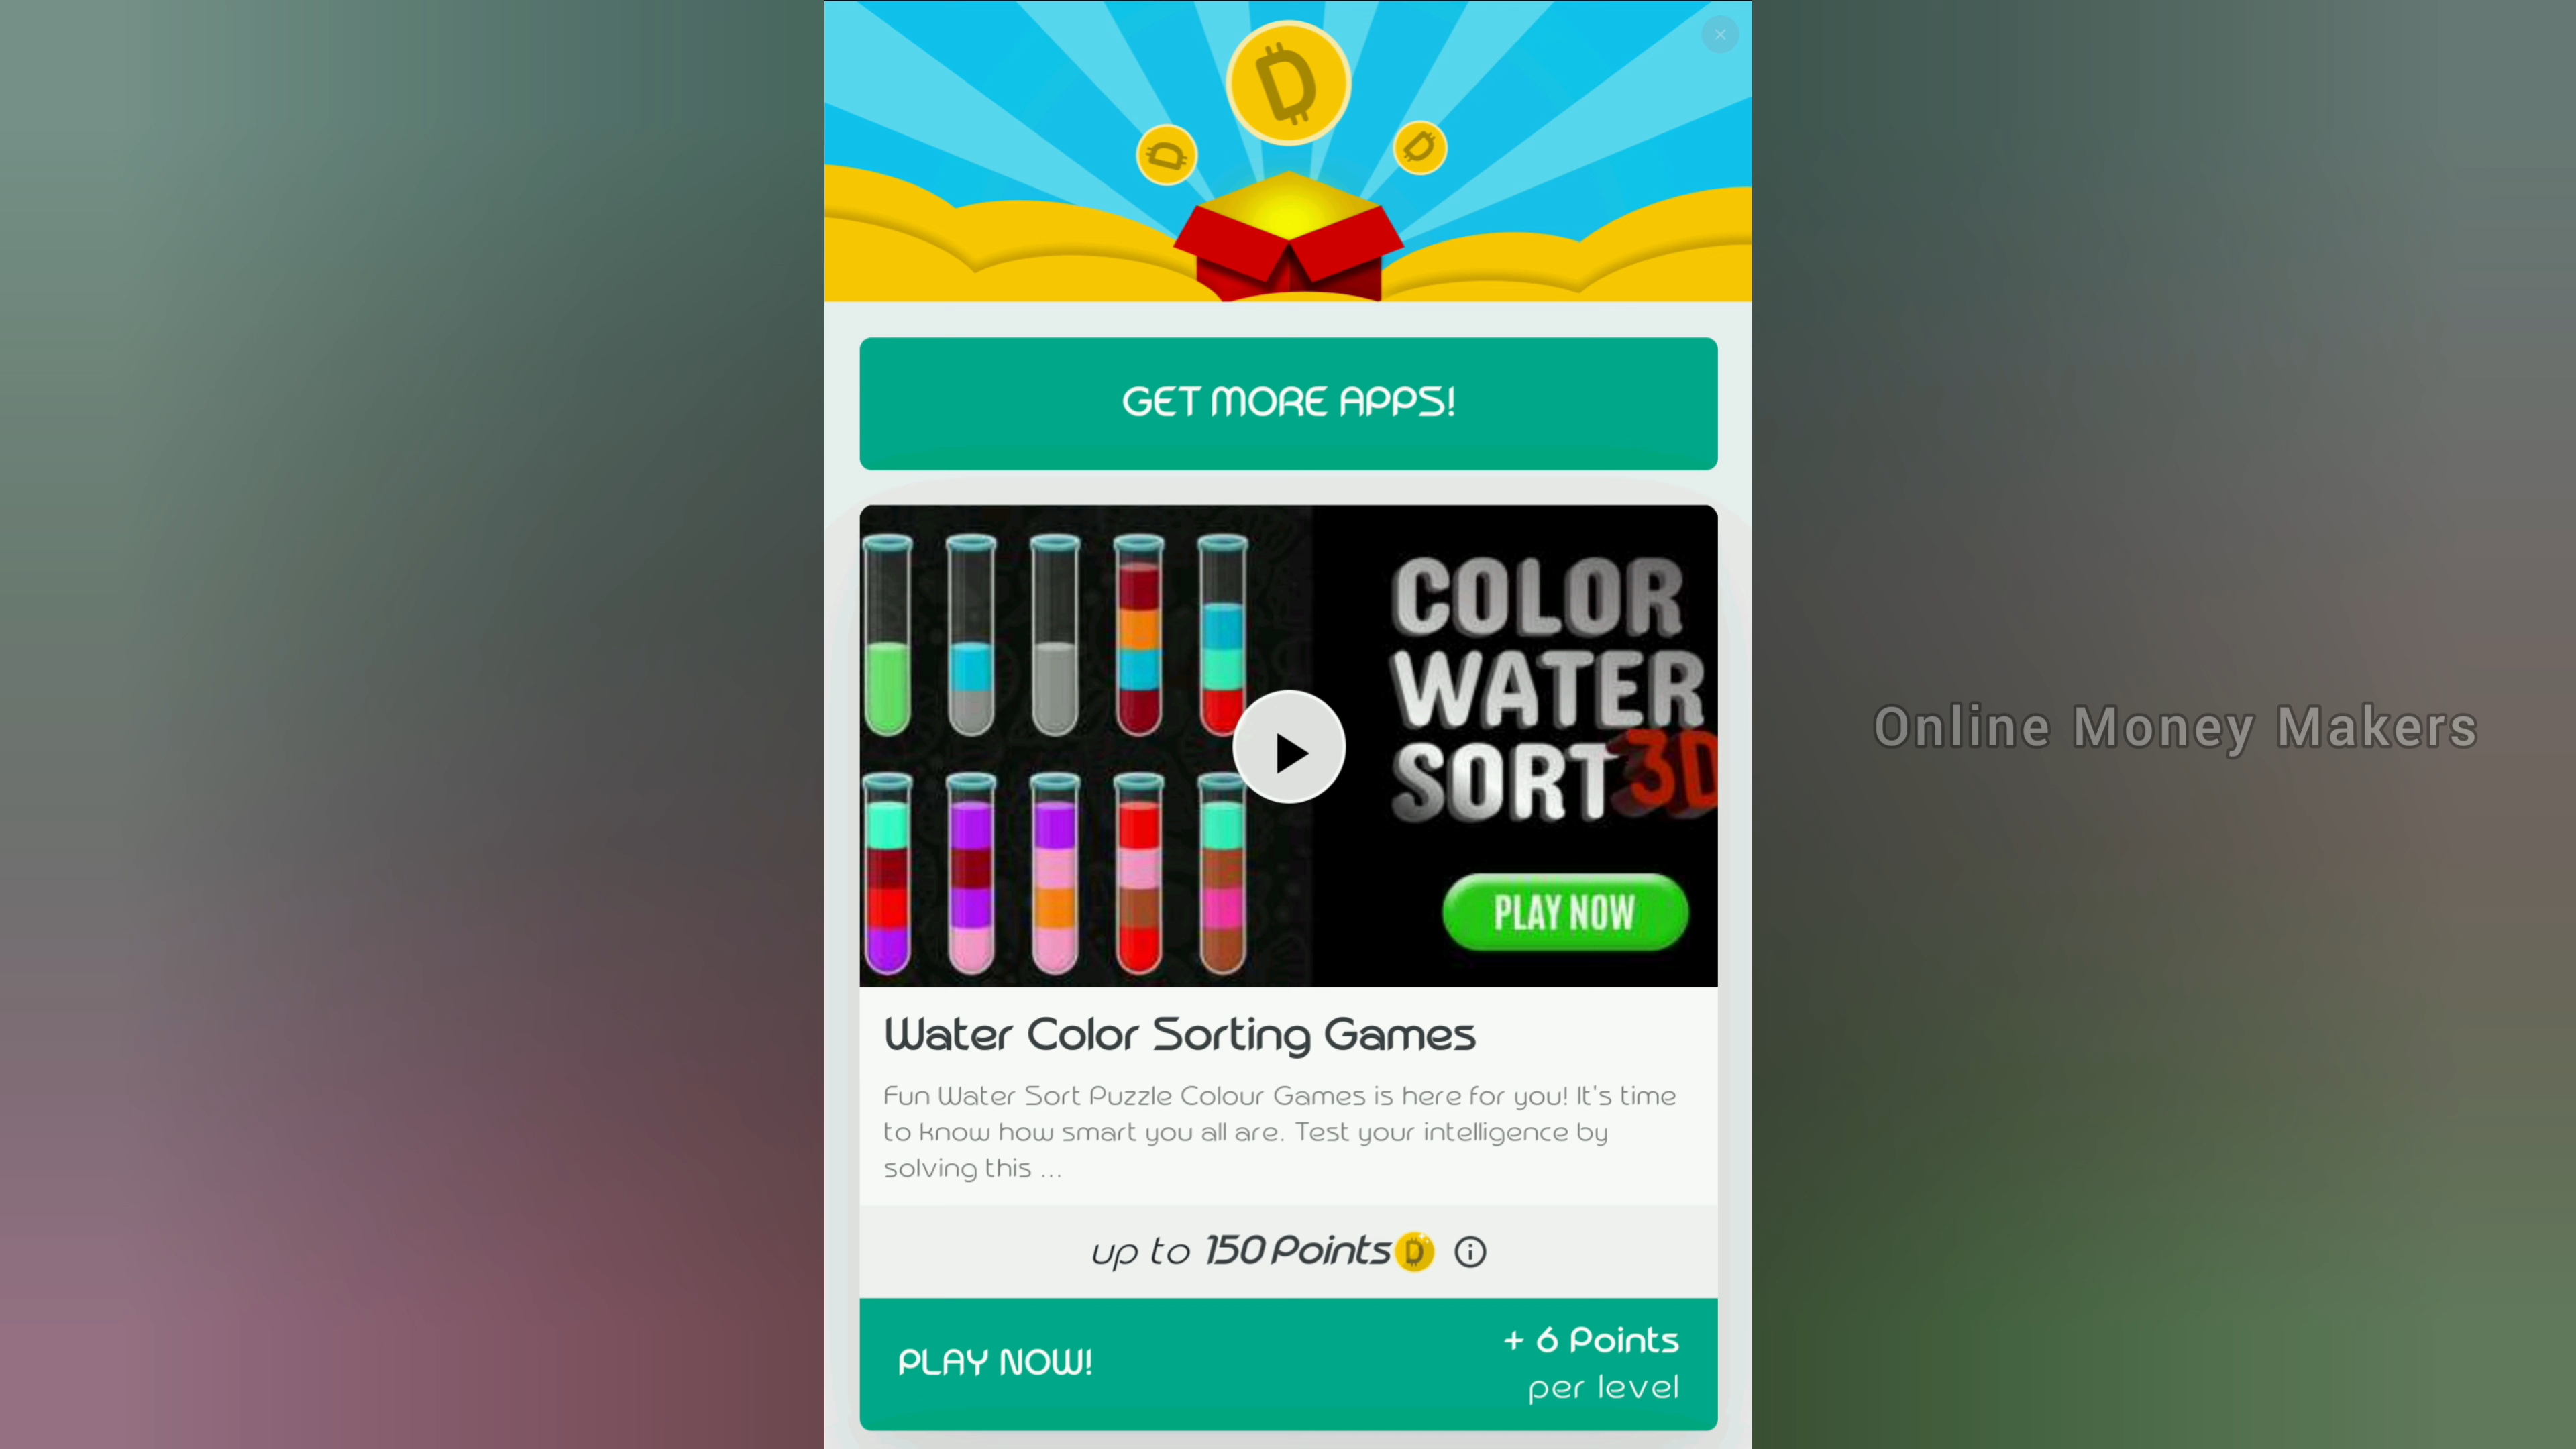 GET MORE APPS!
COLOR
WATER
SORT 3D
PLAY NOW
Water Color Sorting Games
Fun Water Sort Puzzle Colour Games is here for you! It's time
to know how smart you all are. Test your intelligence by
solving this ...
up to 150 Points
PLAY NOW!
+ 6 Points
per level
Online Money Makers